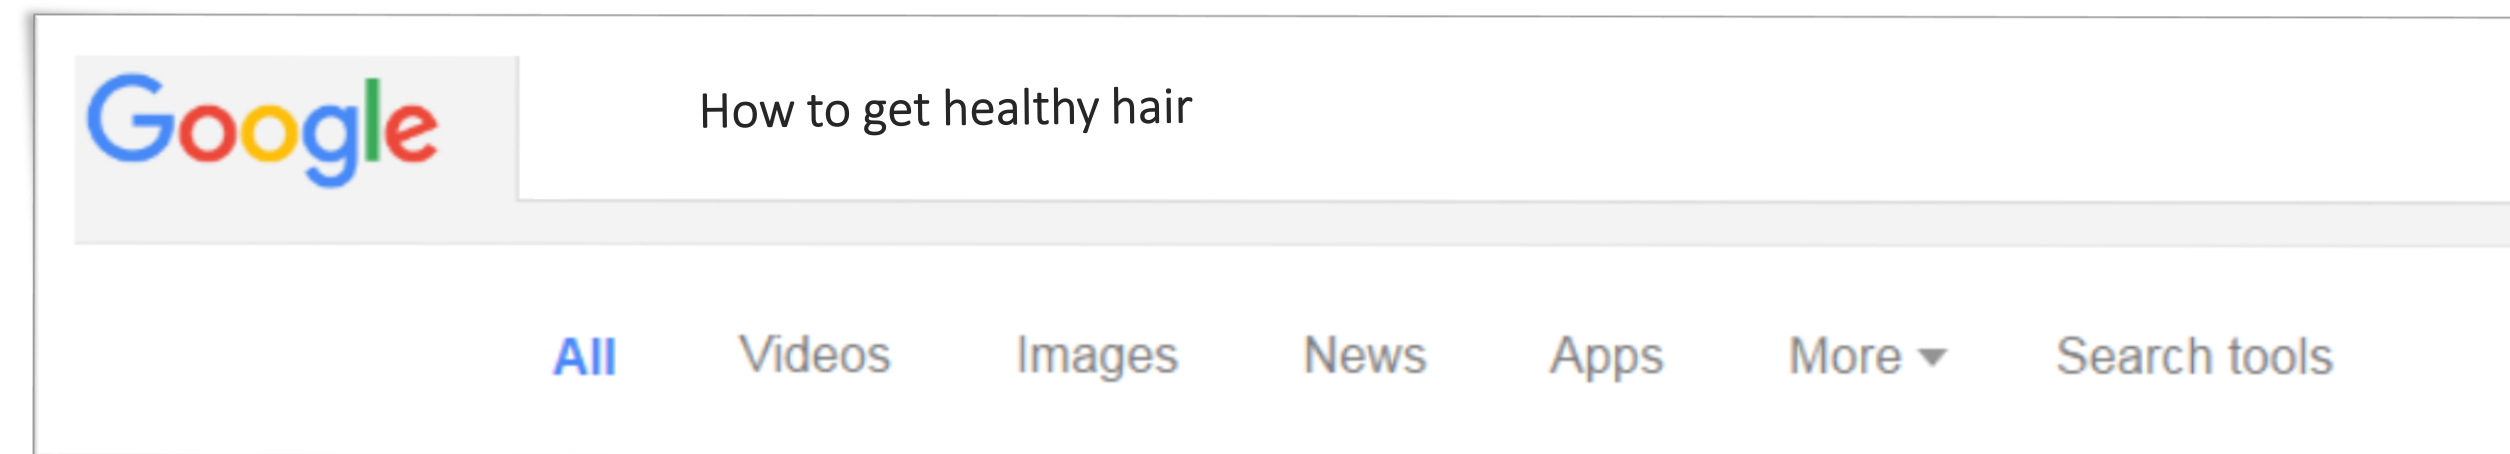 Google How to get healthy hair
All Videos Images News Apps More Search tools